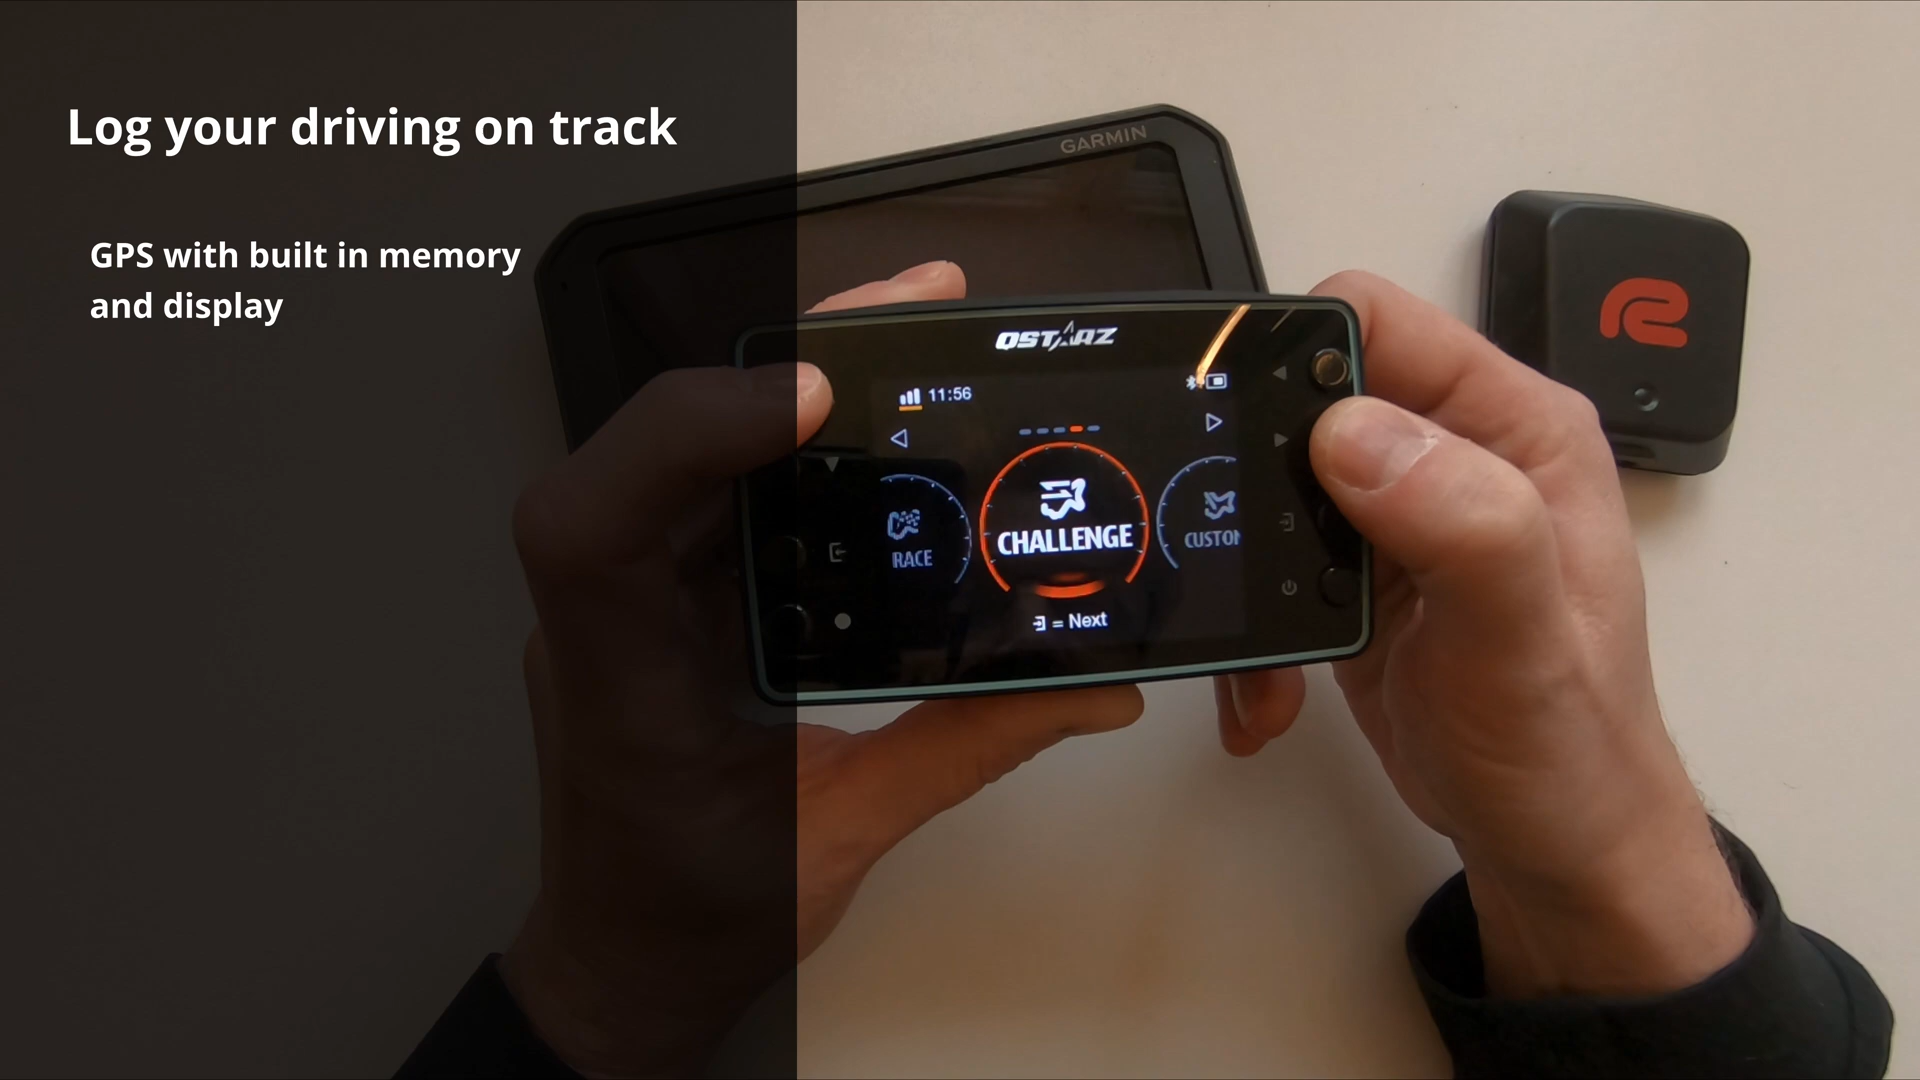 Log your driving on track
GPS with built in memory
and display
GARMIN
QSTARZ
11:56
RACE
CHALLENGE
CUSTOM
= Next